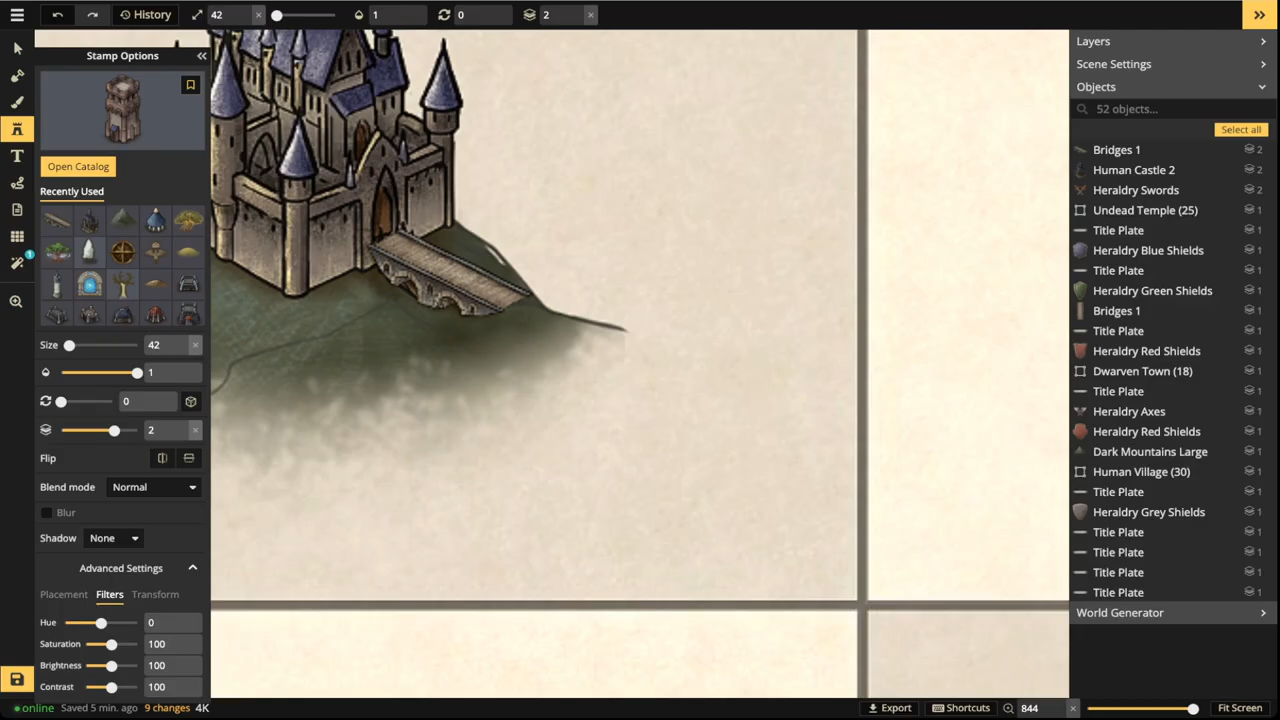 History
42
×
1
0
2
×
Stamp Options
Open Catalog
Recently Used
1
Size
42
×
1
0
2
×
Flip
Blend mode
Normal
Blur
Shadow
None
Advanced Settings
Placement Filters Transform
Hue
0
Saturation
100
Brightness
100
Contrast
100
Layers
Scene Settings
Objects
52 objects...
Select all
Bridges 1 2
Human Castle 2 2
Heraldry Swords 2
Undead Temple (25) 1
Title Plate 1
Heraldry Blue Shields 1
Title Plate 1
Heraldry Green Shields 1
Bridges 1 1
Title Plate 1
Heraldry Red Shields 1
Dwarven Town (18) 1
Title Plate 1
Heraldry Axes 1
Heraldry Red Shields 1
Dark Mountains Large 1
Human Village (30) 1
Title Plate 1
Heraldry Grey Shields 1
Title Plate 1
Title Plate 1
Title Plate 1
Title Plate 1
World Generator
online Saved 5 min. ago 9 changes 4K
Export
Shortcuts
844
×
Fit Screen